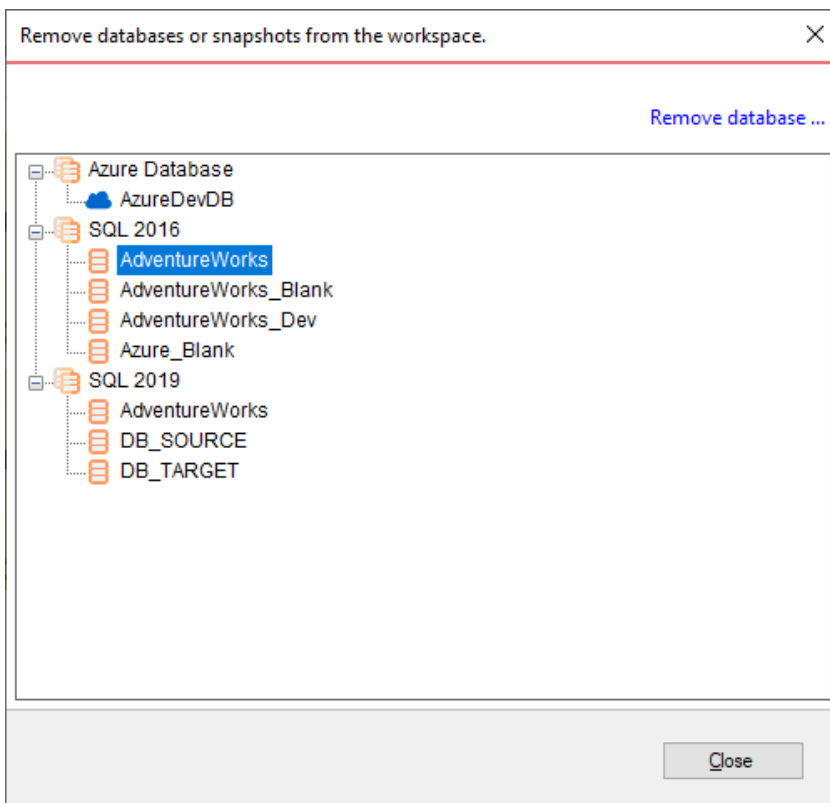 Remove databases or snapshots from the workspace.
Remove database ...
Azure Database
AzureDevDB
SQL 2016
AdventureWorks
AdventureWorks_Blank
AdventureWorks_Dev
Azure_Blank
SQL 2019
AdventureWorks
DB_SOURCE
DB_TARGET
Close